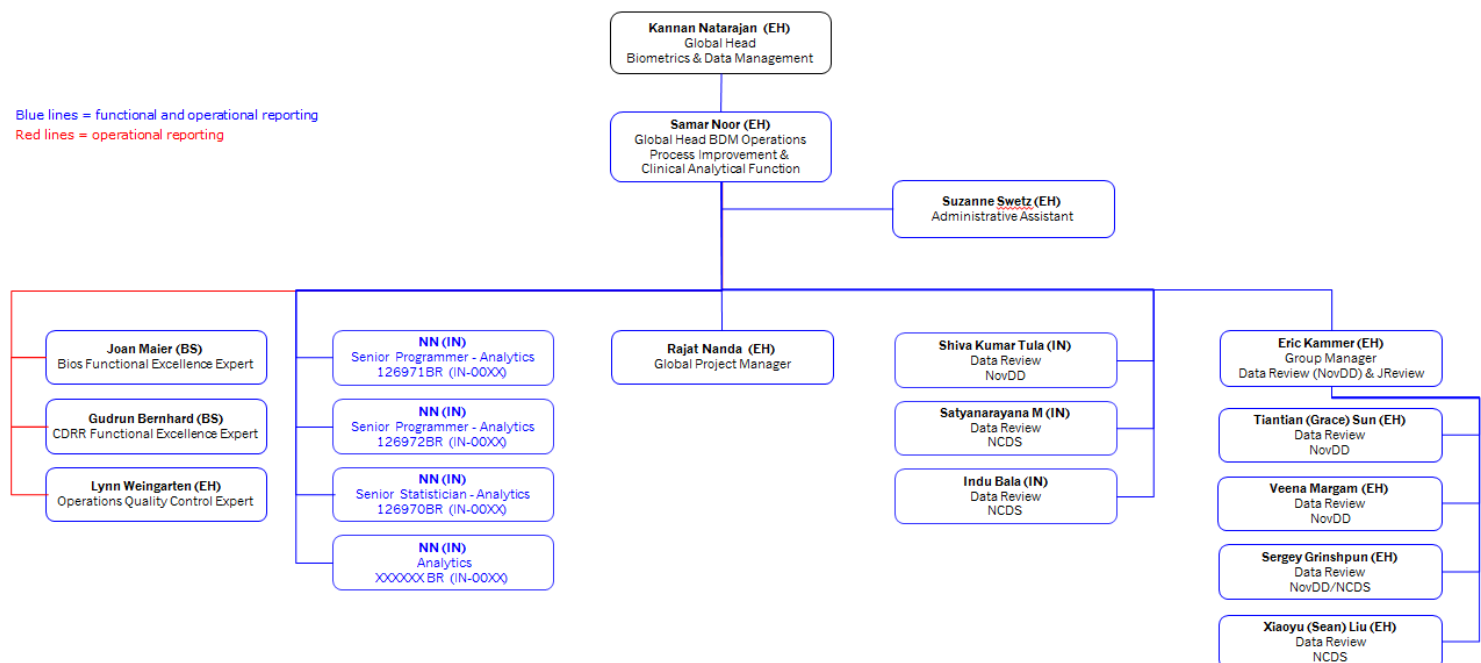 Kannan Natarajan (EH)
Global Head
Biometrics & Data Management
Blue lines = functional and operational reporting
Red lines = operational reporting
Samar Noor (EH)
Global Head BDM Operations
Process Improvement &
Clinical Analytical Function
Suzanne Swetz (EH)
Administrative Assistant
Joan Maier (BS)
Bios Functional Excellence Expert
Gudrun Bernhard (BS)
CDRR Functional Excellence Expert
Lynn Weingarten (EH)
Operations Quality Control Expert
NN (IN)
Senior Programmer - Analytics
126971BR (IN-00XX)
NN (IN)
Senior Programmer - Analytics
126972BR (IN-00XX)
NN (IN)
Senior Statistician - Analytics
126970BR (IN-00XX)
NN (IN)
Analytics
XXXXXX BR (IN-00XX)
Rajat Nanda (EH)
Global Project Manager
Shiva Kumar Tula (IN)
Data Review
NovDD
Satyanarayana M (IN)
Data Review
NCDS
Indu Bala (IN)
Data Review
NCDS
Eric Kammer (EH)
Group Manager
Data Review (NovDD) & JReview
Tiantian (Grace) Sun (EH)
Data Review
NovDD
Veena Margam (EH)
Data Review
NovDD
Sergey Grinshpun (EH)
Data Review
NovDD/NCDS
Xiaoyu (Sean) Liu (EH)
Data Review
NCDS